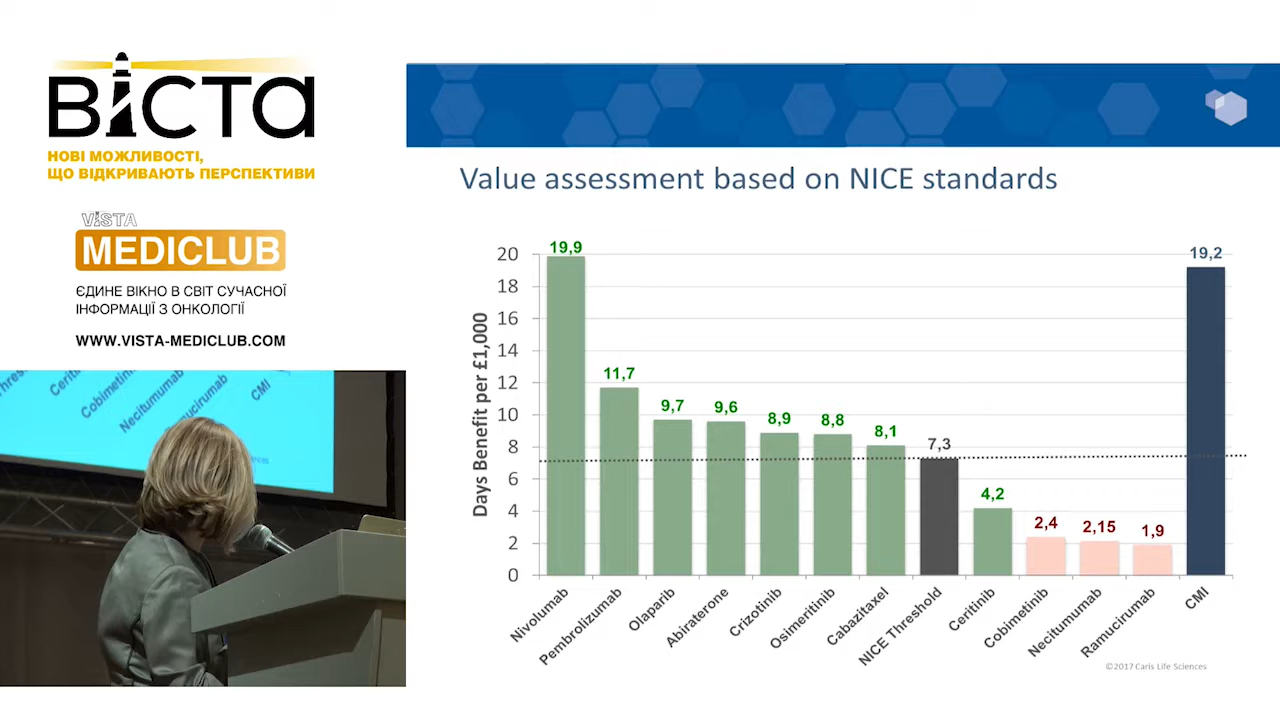 ВІСТА
НОВІ МОЖЛИВОСТІ,
ЩО ВІДКРИВАЮТЬ ПЕРСПЕКТИВИ
VISTA
MEDICLUB
ЄДИНЕ ВІКНО В СВІТ СУЧАСНОЇ
ІНФОРМАЦІЇ З ОНКОЛОГІЇ
WWW.VISTA-MEDICLUB.COM
Value assessment based on NICE standards
Days Benefit per £1,000
20
18
16
14
12
10
8
6
4
2
0
19,9
11,7
9,7
9,6
8,9
8,8
8,1
7,3
4,2
2,4
2,15
1,9
19,2
Nivolumab
Pembrolizumab
Olaparib
Abiraterone
Crizotinib
Osimeritinib
Cabazitaxel
NICE Threshold
Ceritinib
Cobimetinib
Necitumumab
Ramucirumab
CMI
©2017 Caris Life Sciences
Cobimetinib
Necitumumab
CMI